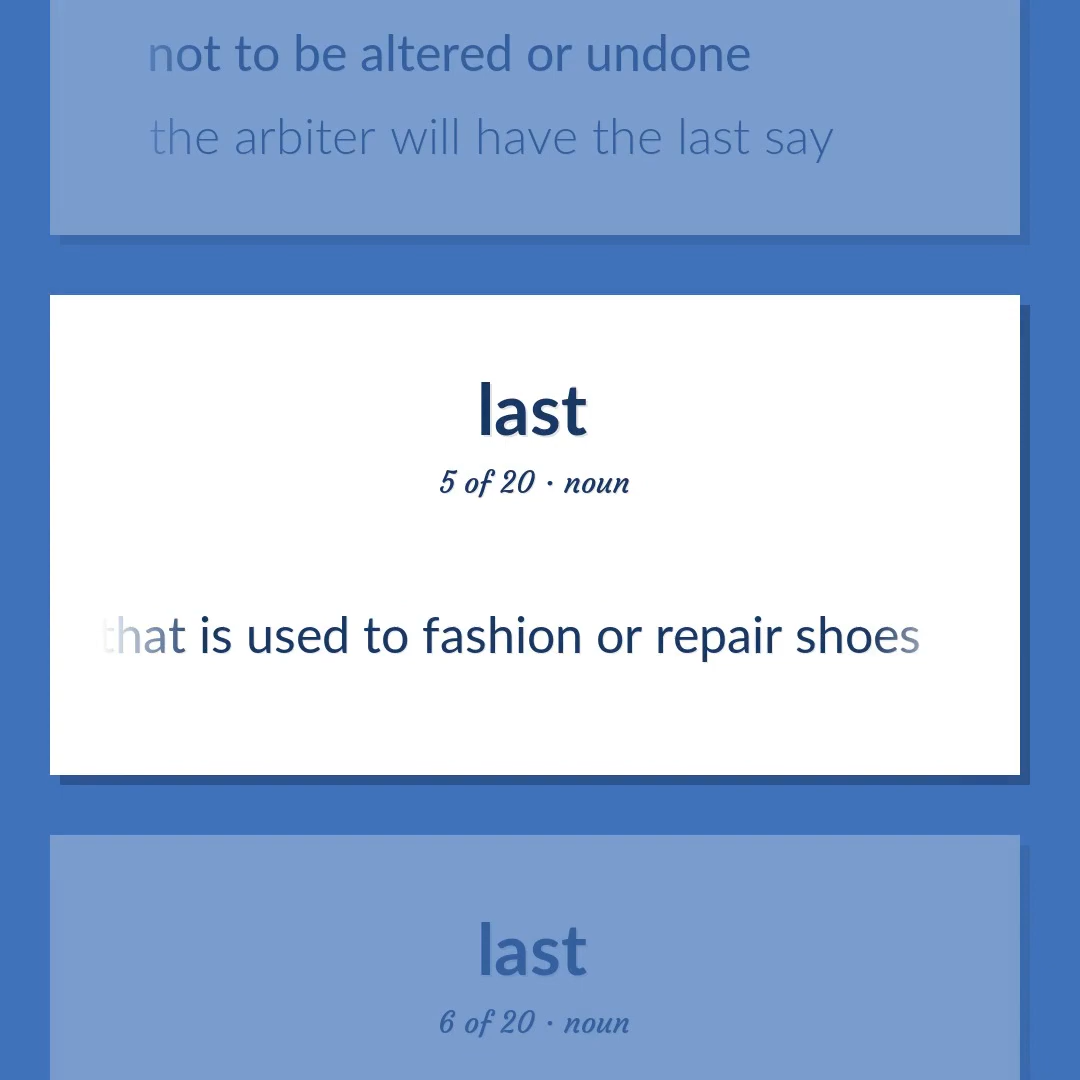 not to be altered or undone
the arbiter will have the last say
last
5 of 20 · noun
that is used to fashion or repair shoes
last
6 of 20 · noun